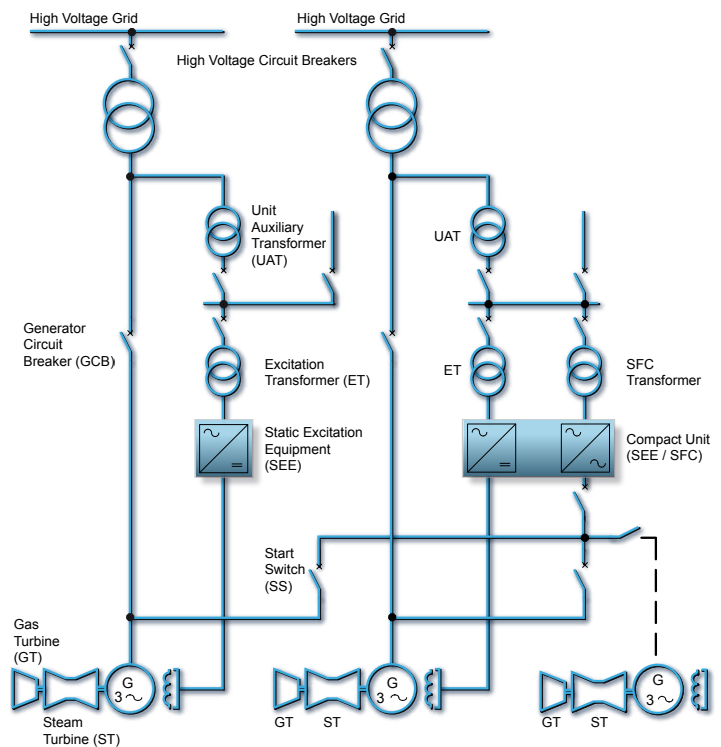 High Voltage Grid
High Voltage Grid
High Voltage Circuit Breakers
Unit
Auxiliary
Transformer
(UAT)
UAT
Generator
Circuit
Breaker (GCB)
Excitation
Transformer (ET)
ET
SFC
Transformer
Static Excitation
Equipment
(SEE)
Compact Unit
(SEE / SFC)
Start
Switch
(SS)
Gas
Turbine
(GT)
G
3
G
3
G
3
Steam
Turbine (ST)
GT
ST
GT
ST